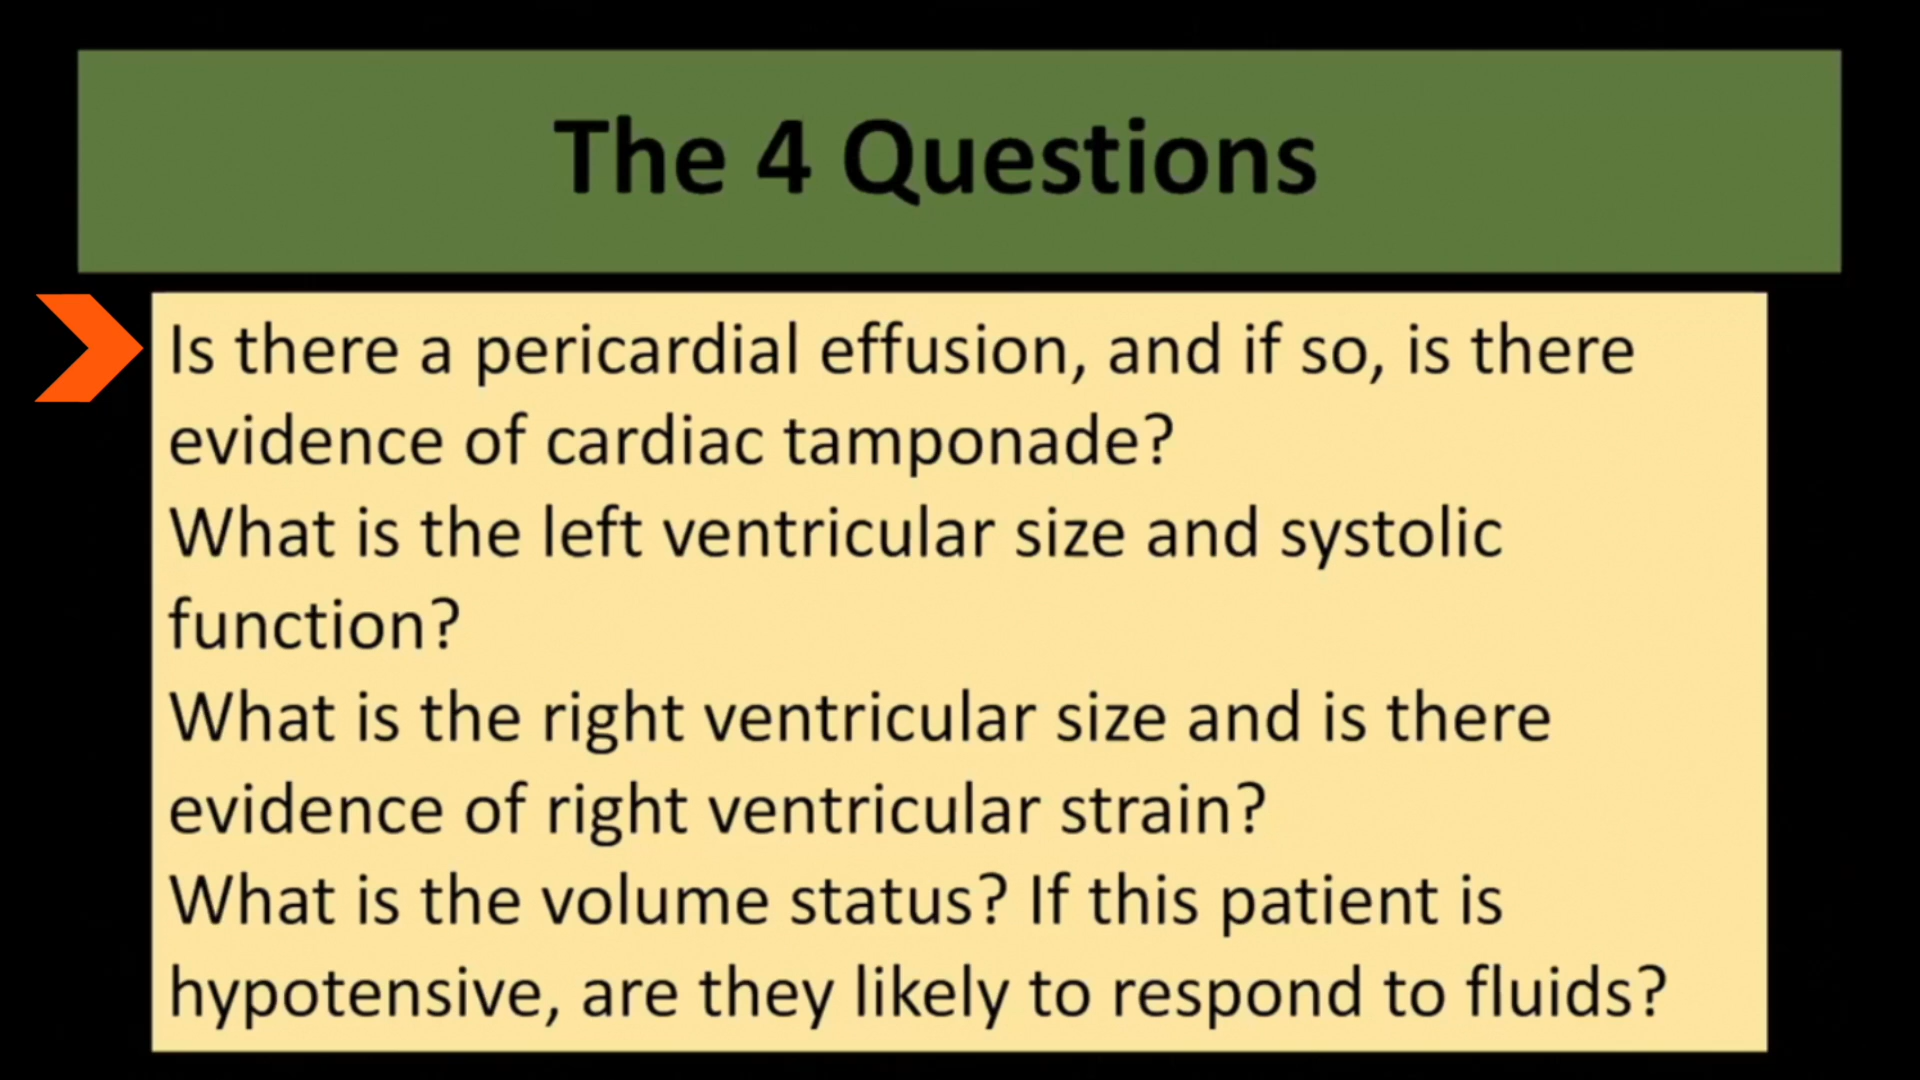 The 4 Questions
Is there a pericardial effusion, and if so, is there
evidence of cardiac tamponade?
What is the left ventricular size and systolic
function?
What is the right ventricular size and is there
evidence of right ventricular strain?
What is the volume status? If this patient is
hypotensive, are they likely to respond to fluids?